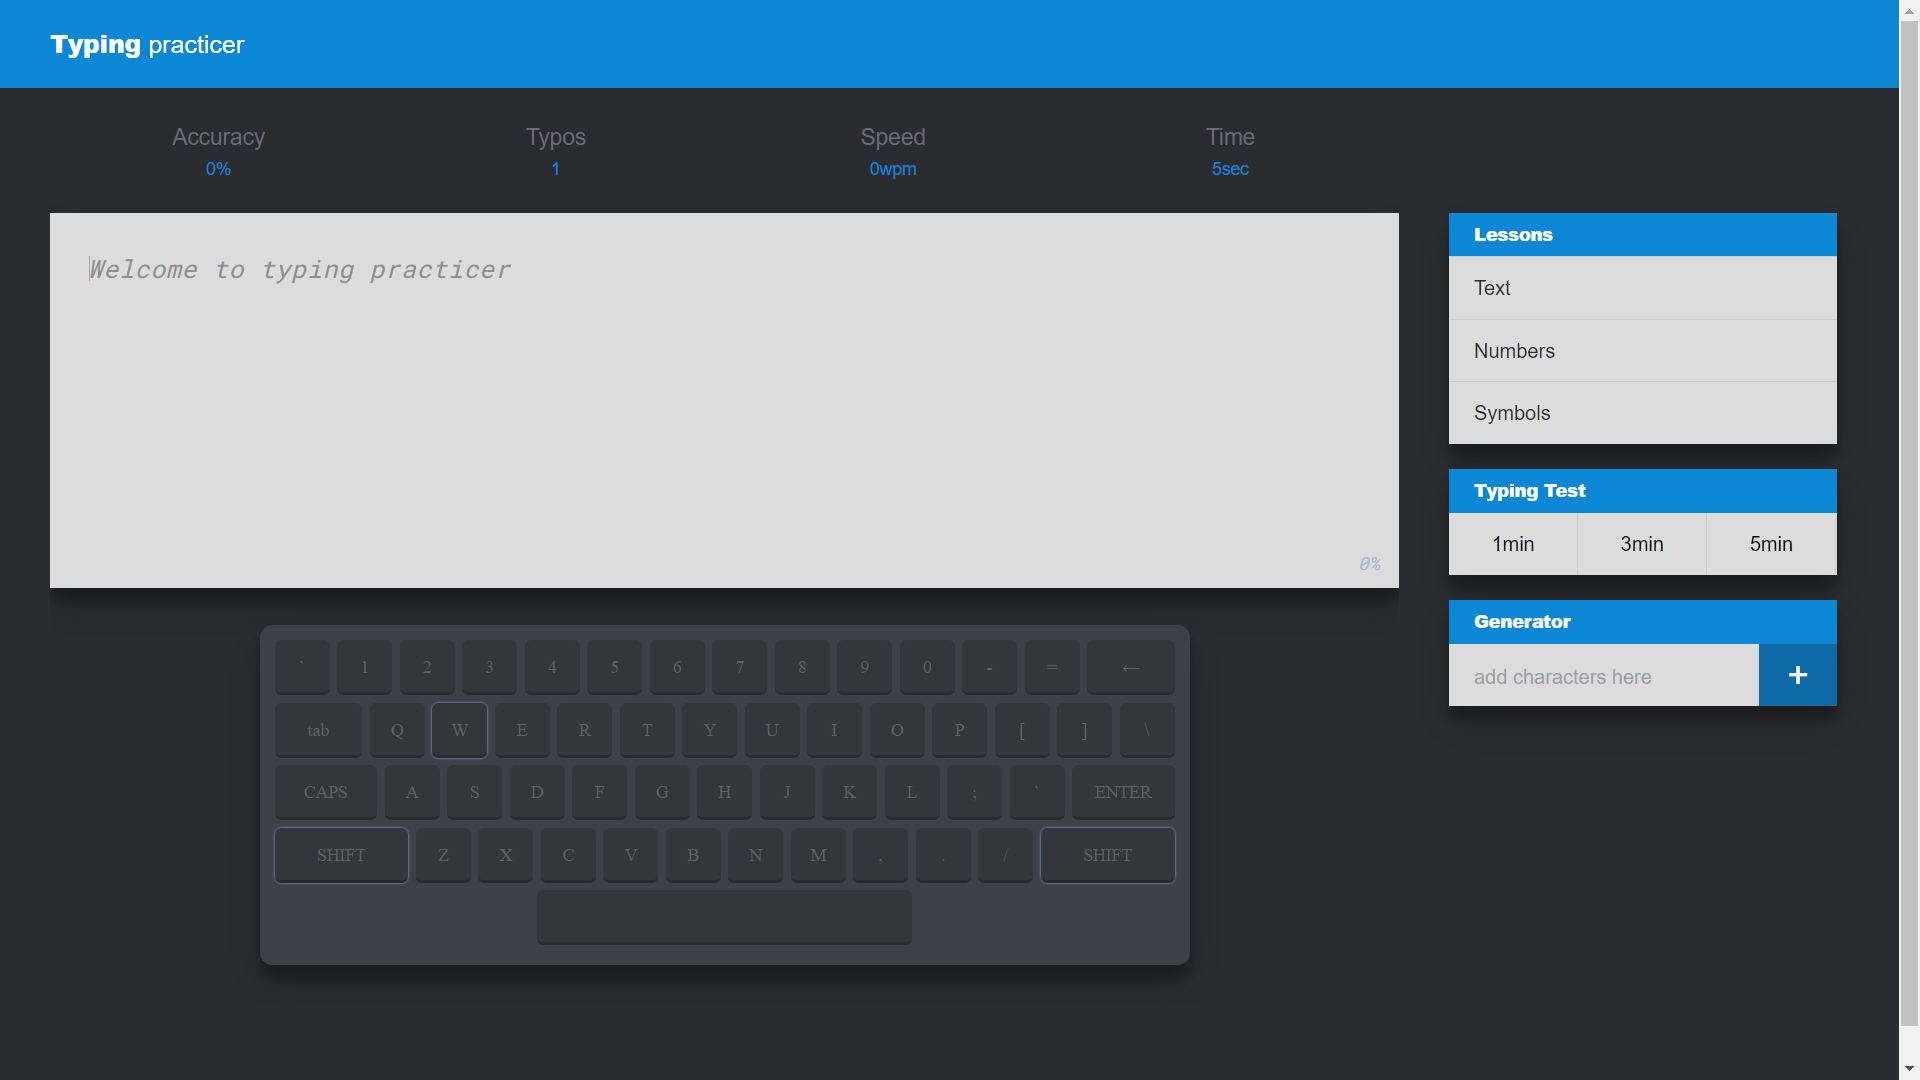 Typing practicer
Accuracy Typos Speed Time
0% 1 0wpm 5sec
Welcome to typing practicer
0%
Lessons
Text
Numbers
Symbols
Typing Test
1min 3min 5min
Generator
add characters here +
` 1 2 3 4 5 6 7 8 9 0 - = ←
tab Q W E R T Y U I O P [ ] \
CAPS A S D F G H J K L ; ` ENTER
SHIFT Z X C V B N M , . / SHIFT